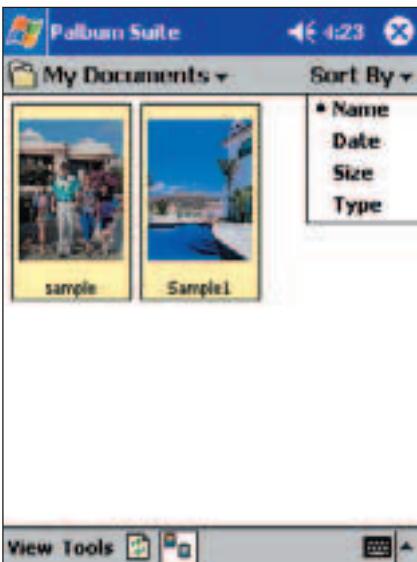 Palbum Suite 4:23
My Documents Sort By
• Name
Date
Size
Type
sample Sample1
View Tools